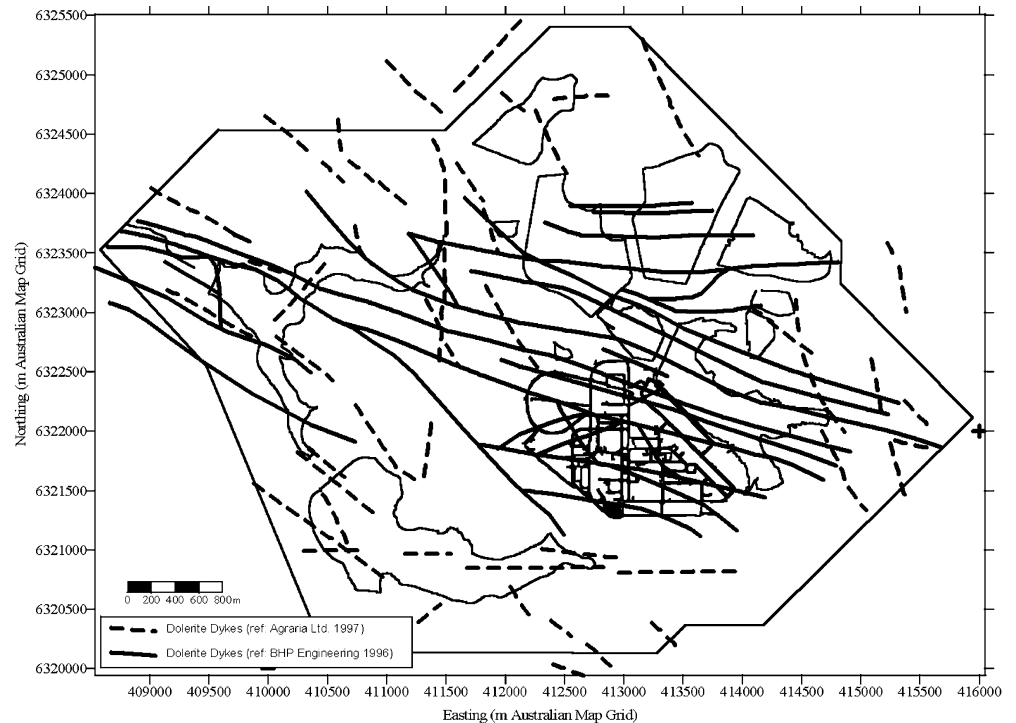 6325500
6325000
6324500
6324000
6323500
6323000
6322500
6322000
6321500
6321000
6320500
6320000
Northing (m Australian Map Grid)
0 200 400 600 800m
Dolerite Dykes (ref: Agraria Ltd. 1997)
Dolerite Dykes (ref: BHP Engineering 1996)
409000 409500 410000 410500 411000 411500 412000 412500 413000 413500 414000 414500 415000 415500 416000
Easting (m Australian Map Grid)